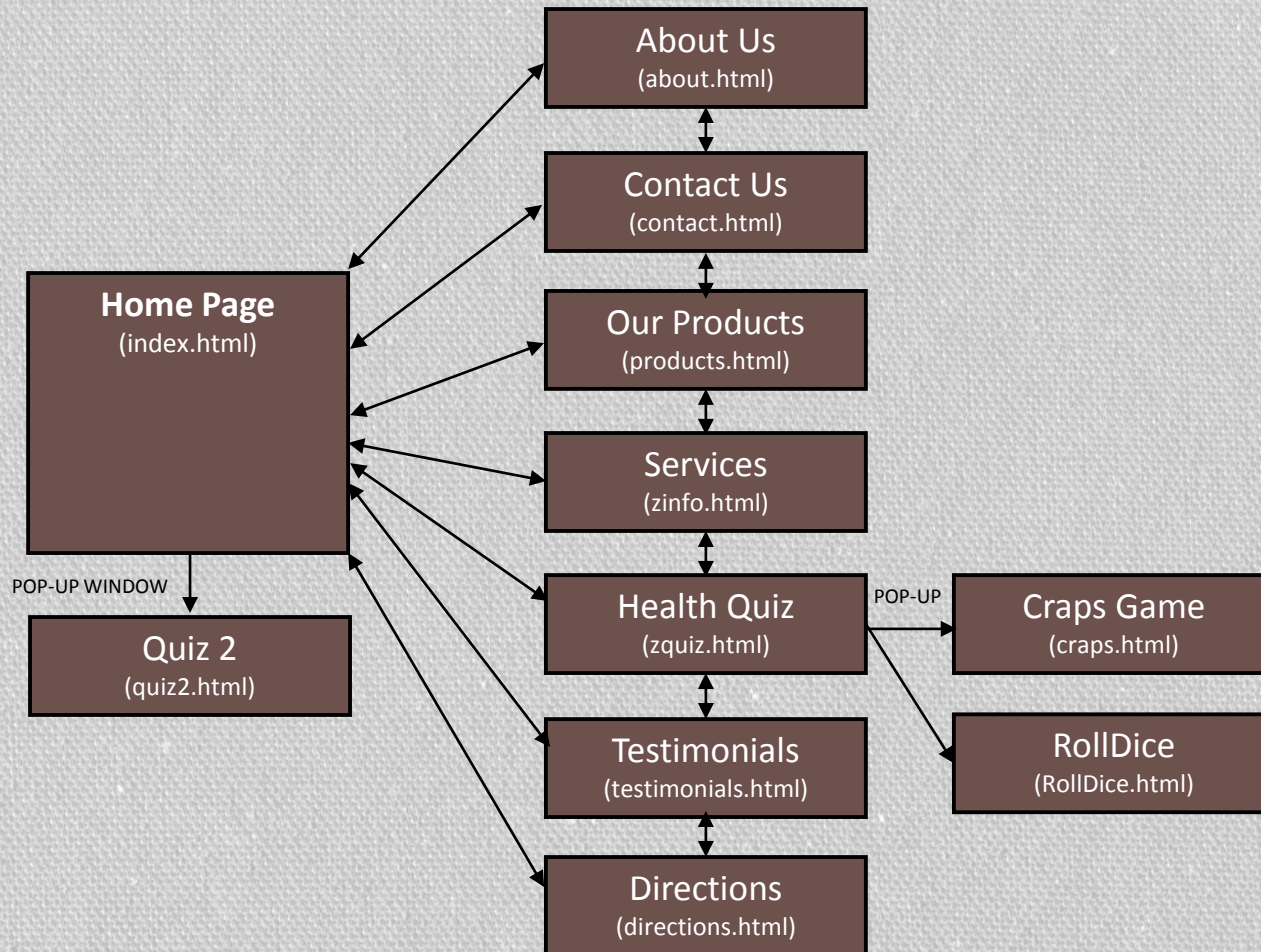 About Us
(about.html)
Contact Us
(contact.html)
Home Page
(index.html)
Our Products
(products.html)
Services
(zinfo.html)
POP-UP WINDOW
Quiz 2
(quiz2.html)
Health Quiz
(zquiz.html)
POP-UP
Craps Game
(craps.html)
Testimonials
(testimonials.html)
RollDice
(RollDice.html)
Directions
(directions.html)